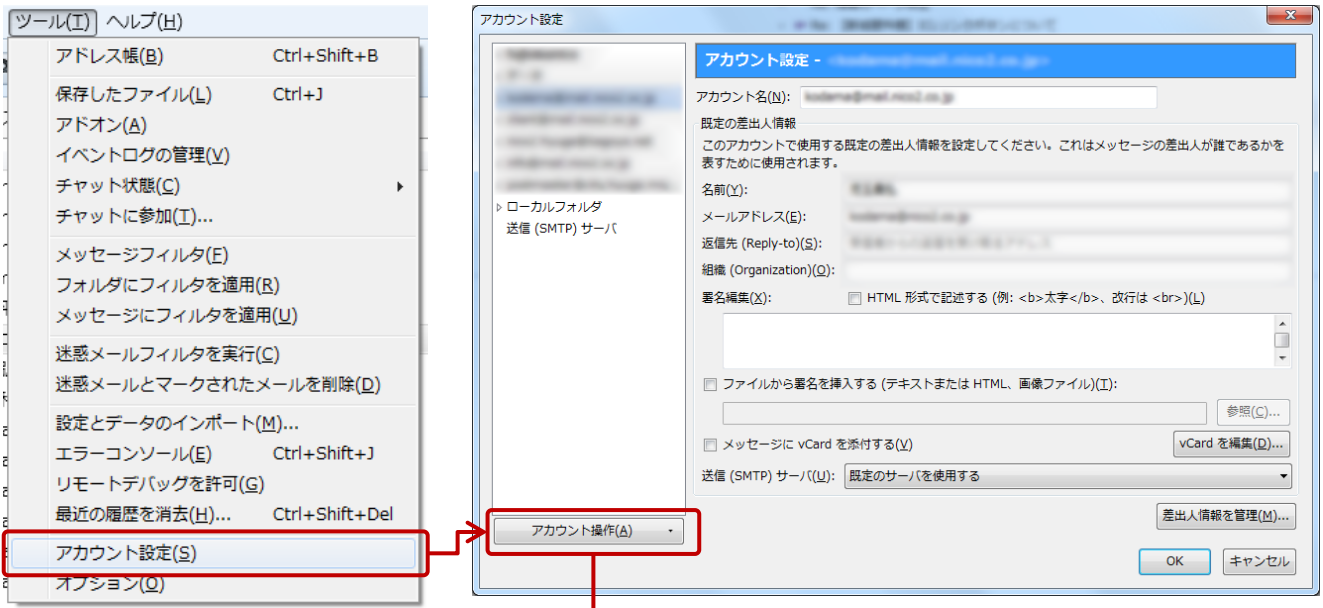 ツール(T) ヘルプ(H)
アドレス帳(B) Ctrl+Shift+B
保存したファイル(L) Ctrl+J
アドオン(A)
イベントログの管理(V)
チャット状態(C)
チャットに参加(T)...
メッセージフィルタ(F)
フォルダにフィルタを適用(R)
メッセージにフィルタを適用(U)
迷惑メールフィルタを実行(C)
迷惑メールとマークされたメールを削除(D)
設定とデータのインポート(M)...
エラーコンソール(E) Ctrl+Shift+J
リモートデバッグを許可(G)
最近の履歴を消去(H)... Ctrl+Shift+Del
アカウント設定(S)
オプション(O)
アカウント設定
ローカルフォルダ
送信 (SMTP) サーバ
アカウント操作(A)
アカウント設定 -
アカウント名(N):
既定の差出人情報
このアカウントで使用する既定の差出人情報を設定してください。これはメッセージの差出人が誰であるかを
表すために使用されます。
名前(Y):
メールアドレス(E):
返信先 (Reply-to)(S):
組織 (Organization)(O):
署名編集(X): HTML 形式で記述する (例: <b>太字</b>、改行は <br>)(L)
ファイルから署名を挿入する (テキストまたは HTML、画像ファイル)(T):
参照(C)...
メッセージに vCard を添付する(V) vCard を編集(D)...
送信 (SMTP) サーバ(U): 既定のサーバを使用する
差出人情報を管理(M)...
OK キャンセル